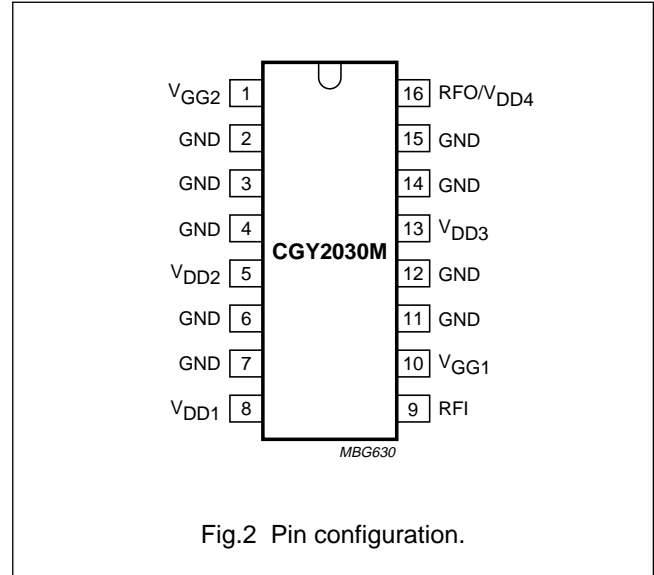 VGG2 1 16 RFO/VDD4
GND 2 15 GND
GND 3 14 GND
GND 4 13 VDD3
CGY2030M
VDD2 5 12 GND
GND 6 11 GND
GND 7 10 VGG1
VDD1 8 9 RFI
MBG630
Fig.2 Pin configuration.